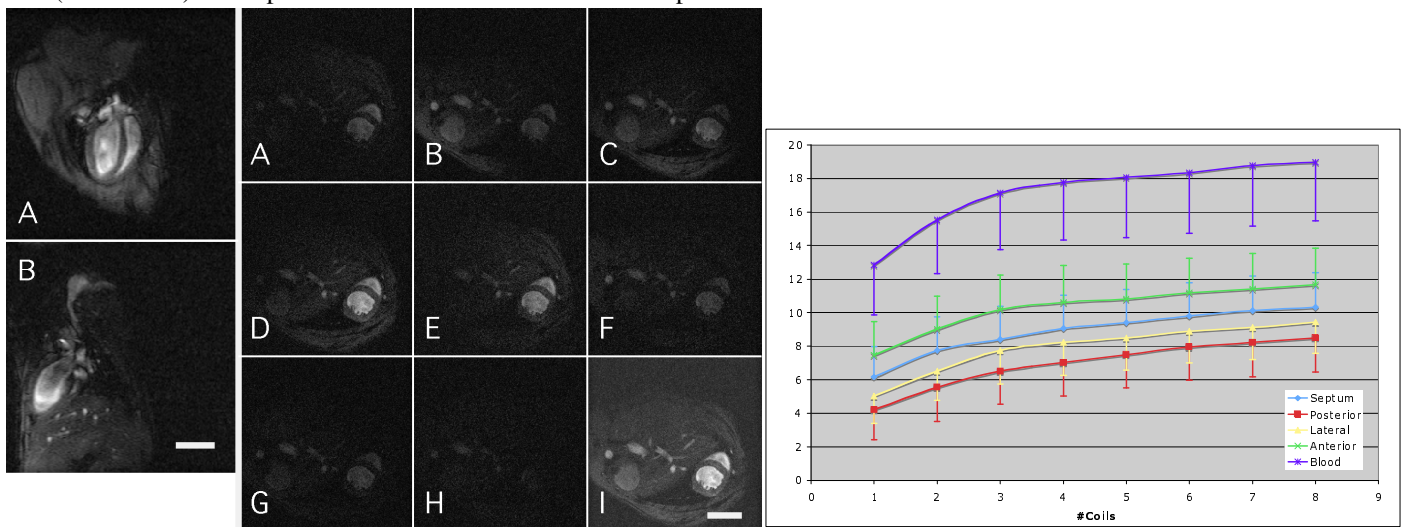 A
B
A
B
C
D
E
F
G
H
I
20
18
16
14
12
10
8
6
4
2
0
0 1 2 3 4 5 6 7 8 9
#Coils
Septum
Posterior
Lateral
Anterior
Blood